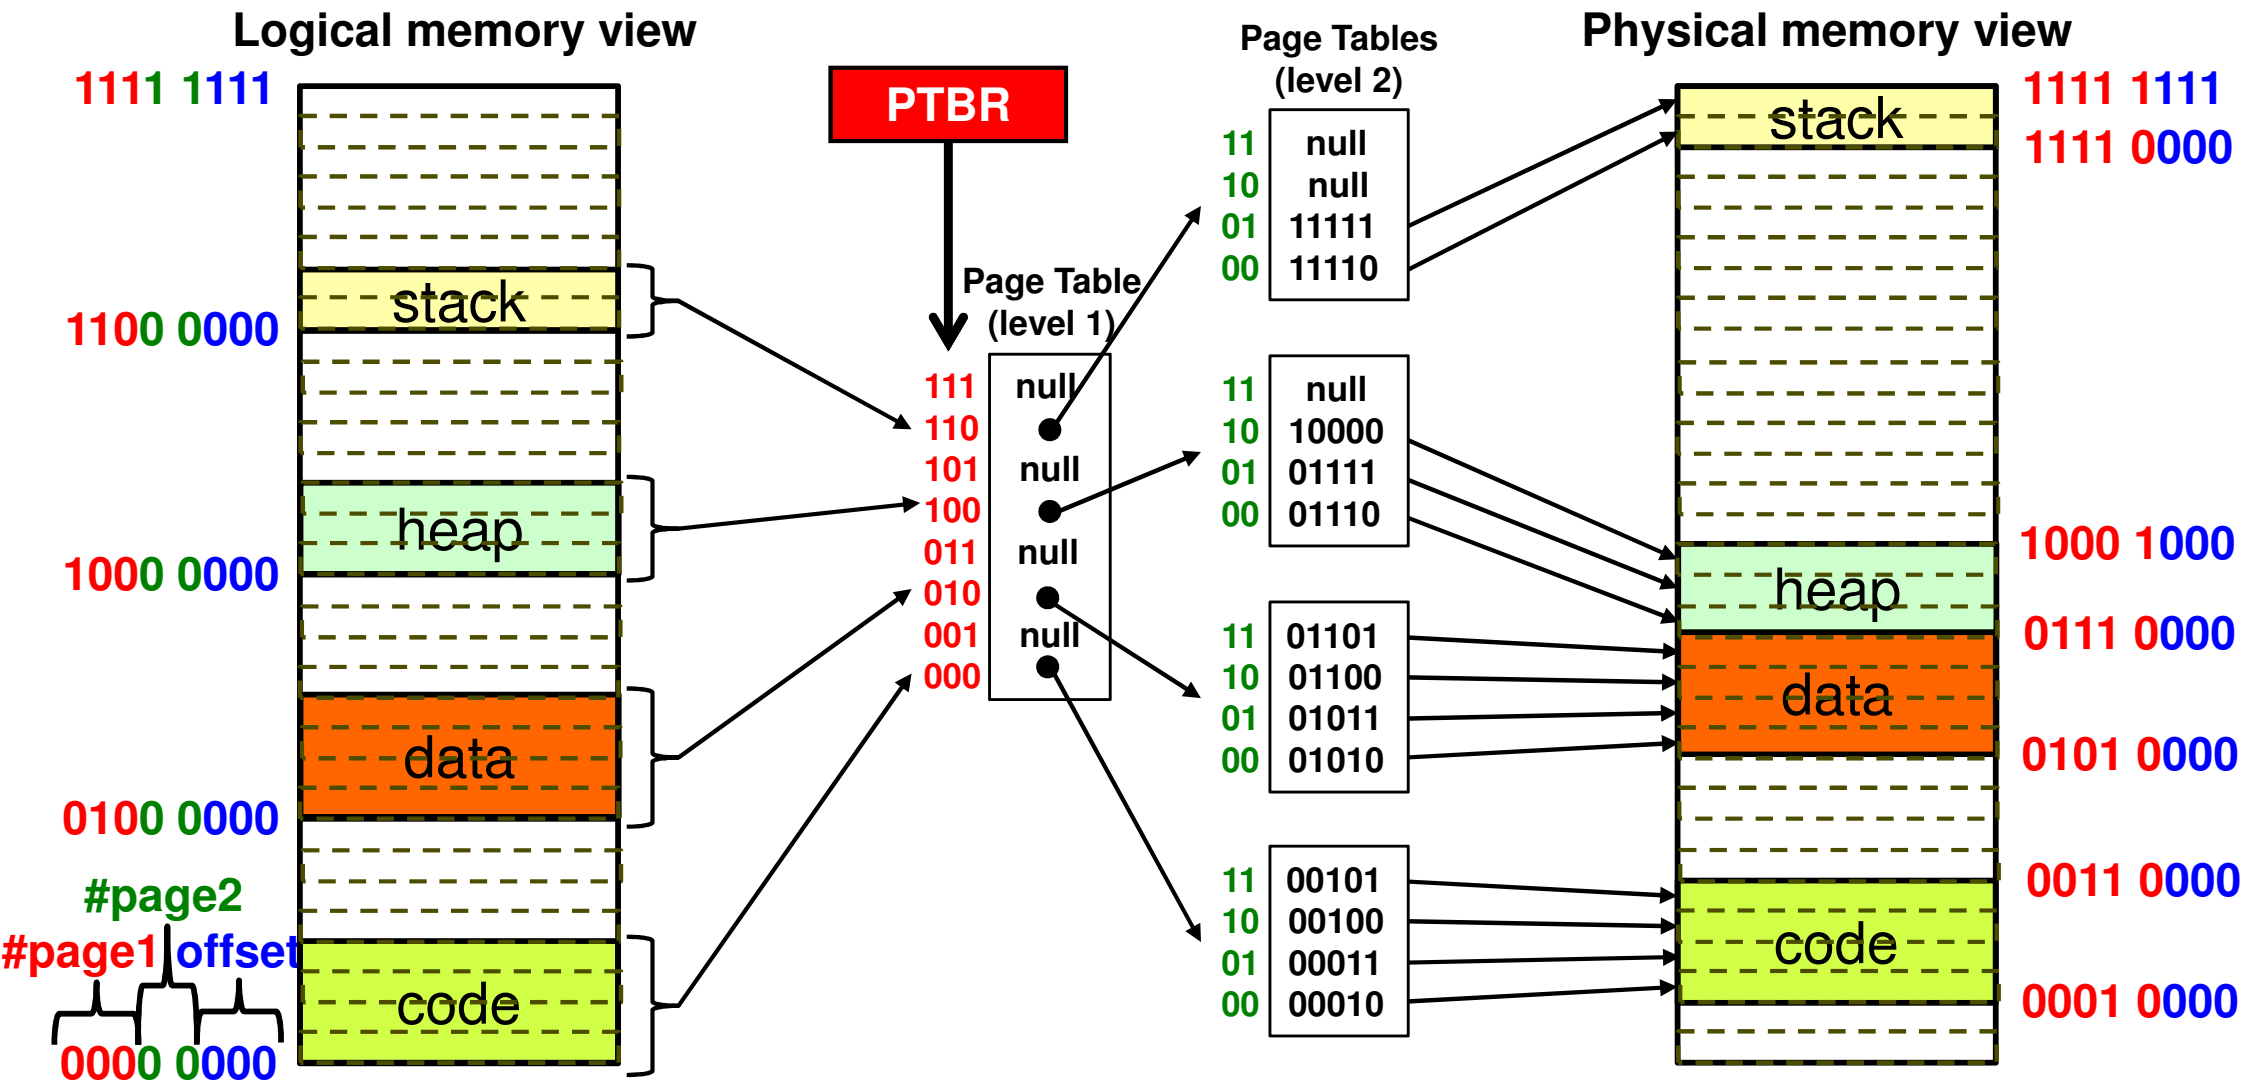 Logical memory view
1111 1111
stack
1100 0000
heap
1000 0000
data
0100 0000
#page2
#page1 offset
code
0000 0000
PTBR
Page Table
(level 1)
111 null
110
101 null
100
011 null
010
001 null
000
Page Tables
(level 2)
11 null
10 null
01 11111
00 11110
11 null
10 10000
01 01111
00 01110
11 01101
10 01100
01 01011
00 01010
11 00101
10 00100
01 00011
00 00010
Physical memory view
1111 1111
stack
1111 0000
1000 1000
heap
0111 0000
data
0101 0000
0011 0000
code
0001 0000